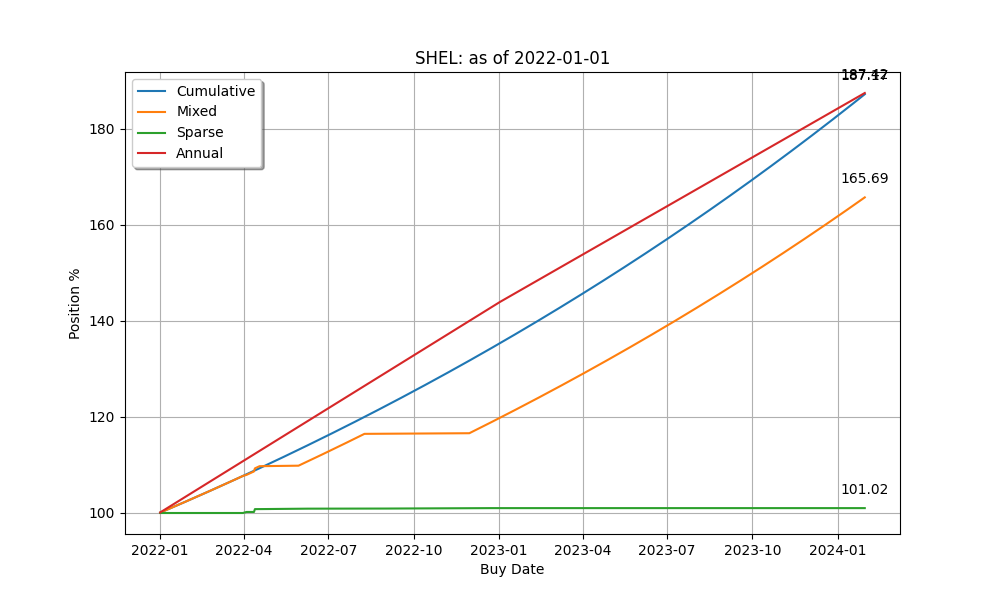 SHEL: as of 2022-01-01
Cumulative
Mixed
Sparse
Annual
165.69
101.02
180
160
140
120
100
Position %
2022-01
2022-04
2022-07
2022-10
2023-01
2023-04
2023-07
2023-10
2024-01
Buy Date